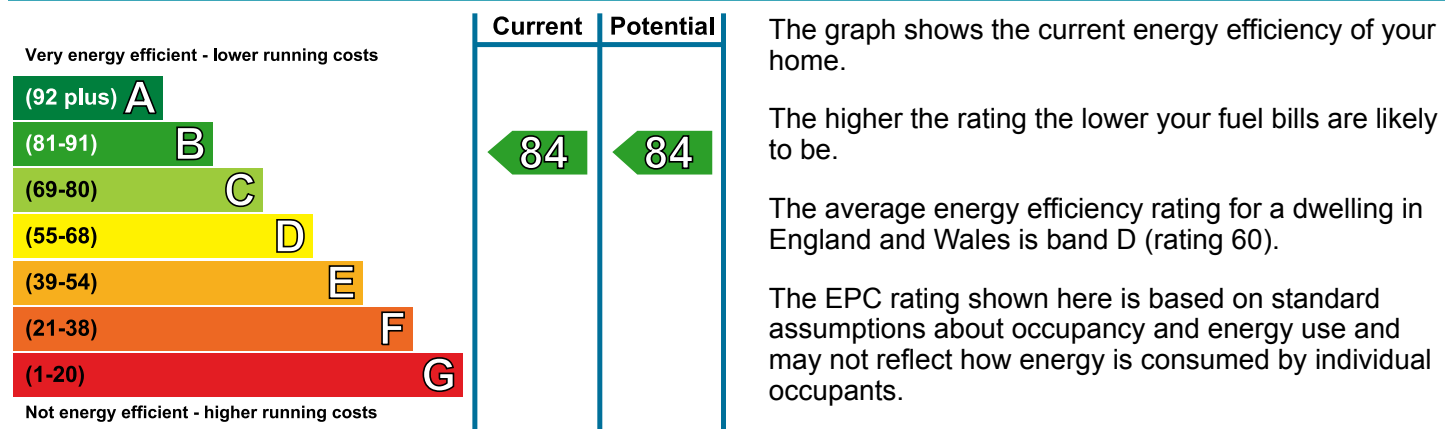 Current Potential
Very energy efficient - lower running costs
(92 plus) A
(81-91) B
84 84
(69-80) C
(55-68) D
(39-54) E
(21-38) F
(1-20) G
Not energy efficient - higher running costs
The graph shows the current energy efficiency of your
home.
The higher the rating the lower your fuel bills are likely
to be.
The average energy efficiency rating for a dwelling in
England and Wales is band D (rating 60).
The EPC rating shown here is based on standard
assumptions about occupancy and energy use and
may not reflect how energy is consumed by individual
occupants.